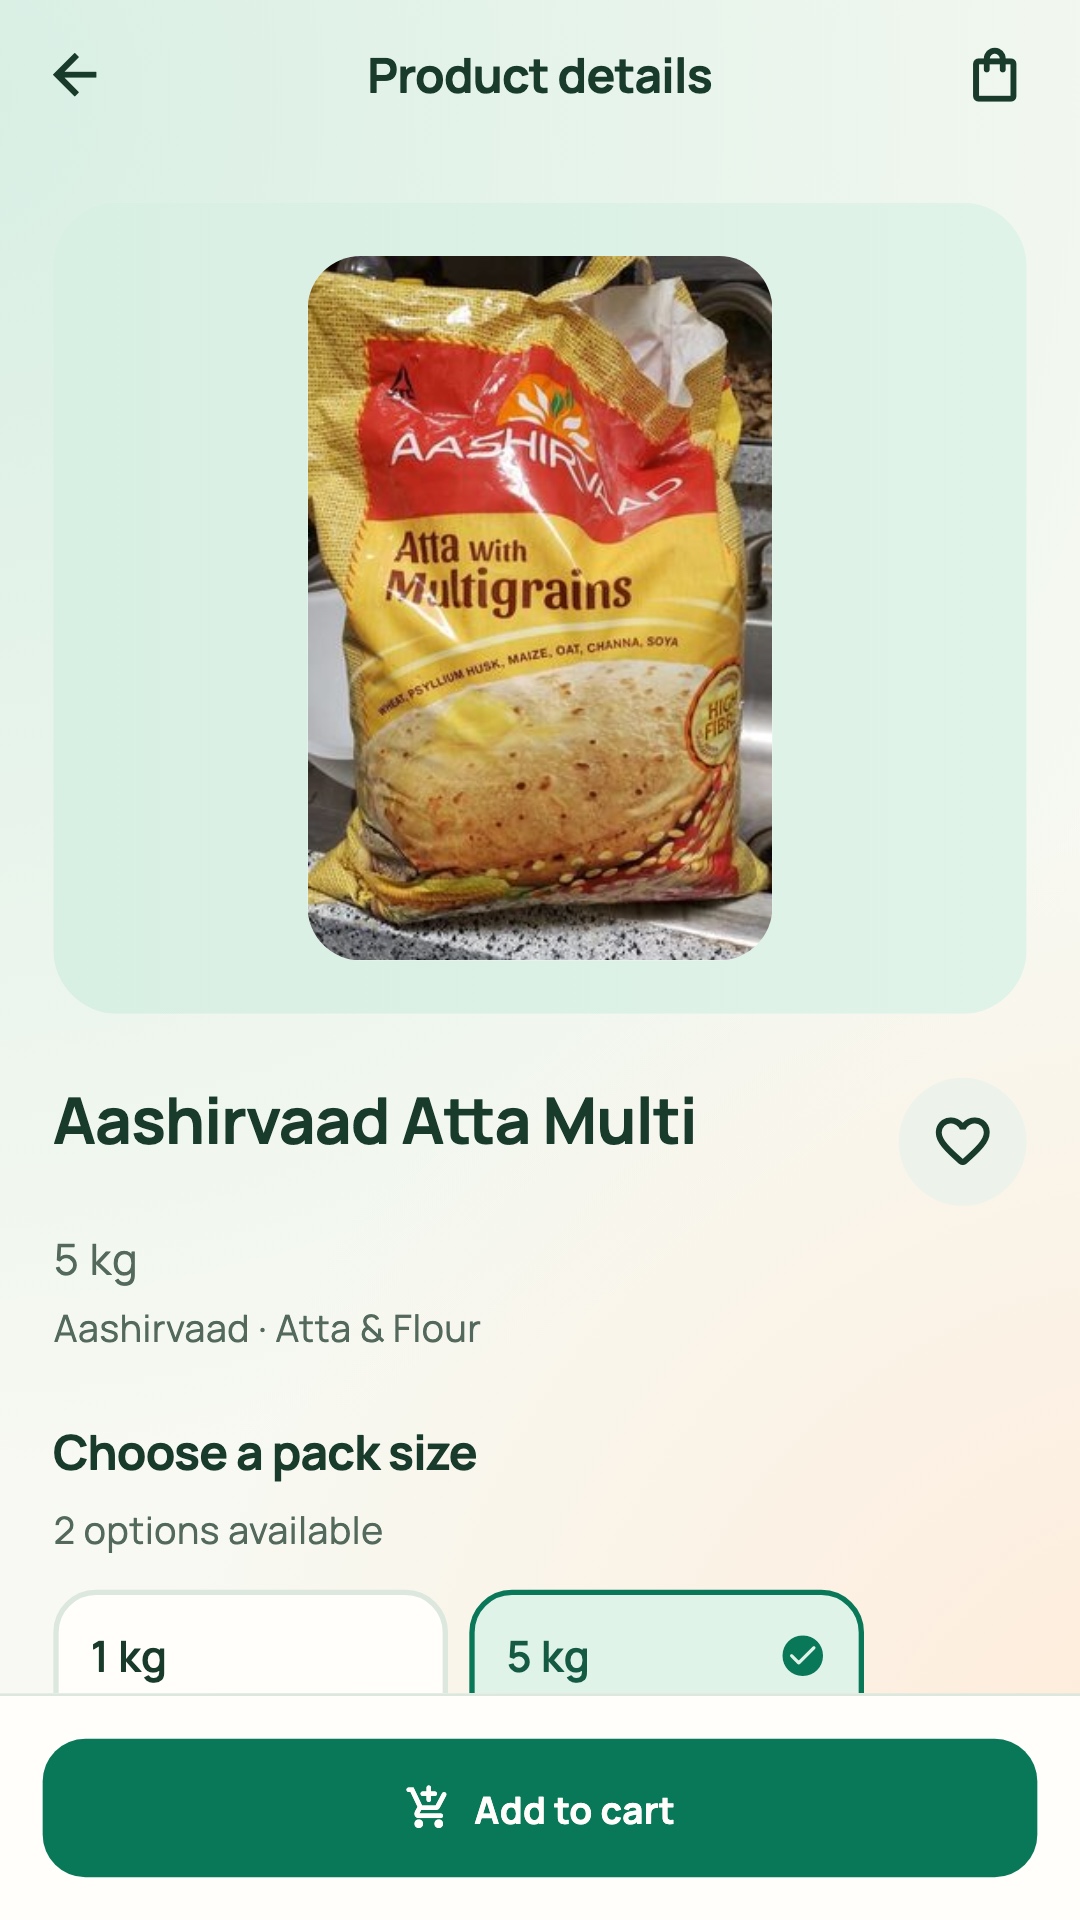 Product details
AASHIRVAAD
Atta With
Multigrains
WHEAT, PSYLLIUM HUSK, MAIZE, OAT, CHANNA, SOYA
HIGH
Aashirvaad Atta Multi
5 kg
Aashirvaad · Atta & Flour
Choose a pack size
2 options available
1 kg
5 kg
Add to cart